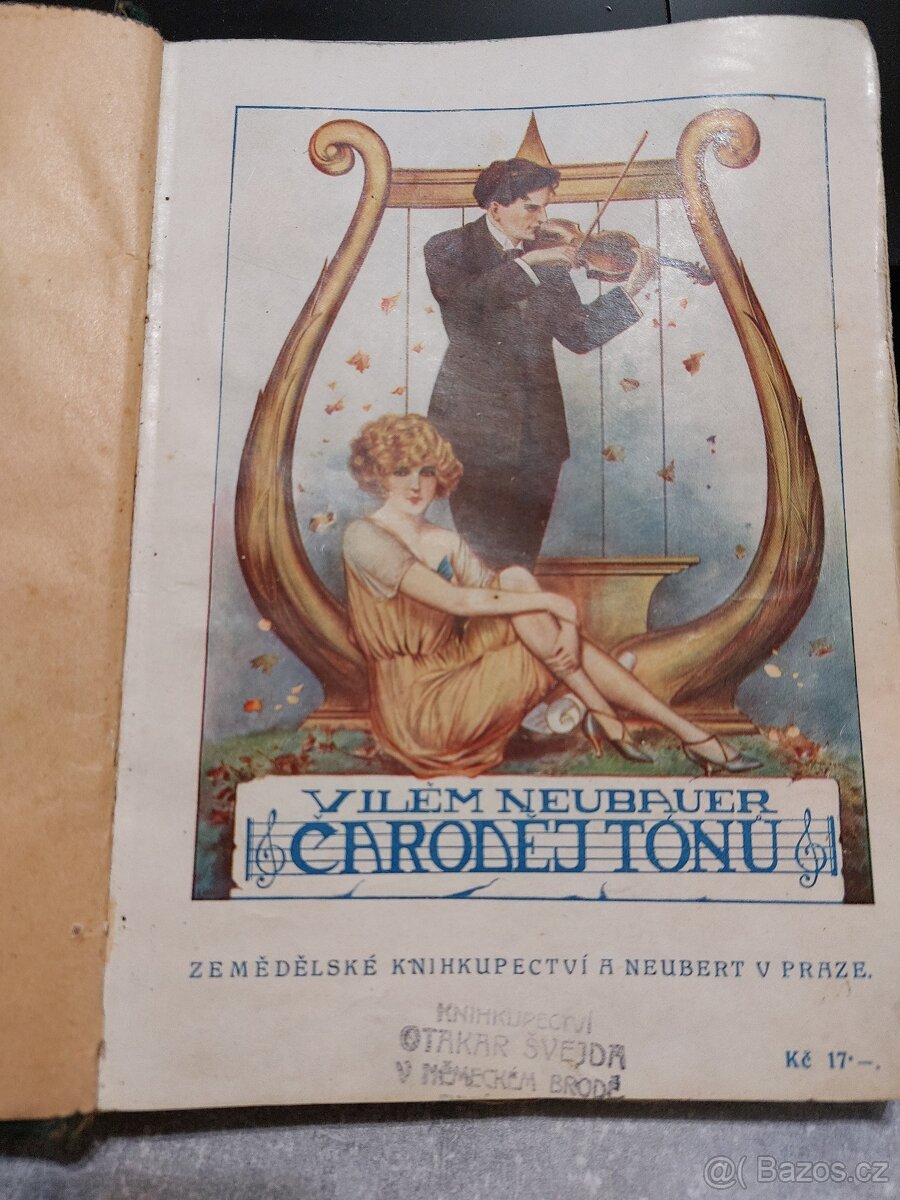 VILÉM NEUBAUER
ČARODĚJ TÓNŮ
ZEMĚDĚLSKÉ KNIHKUPECTVÍ A NEUBERT V PRAZE.
KNIHKUPECTVÍ
OTAKAR ŠVEJDA
V NĚMECKÉM BRODĚ
Kč 17·–.
@( Bazos.cz